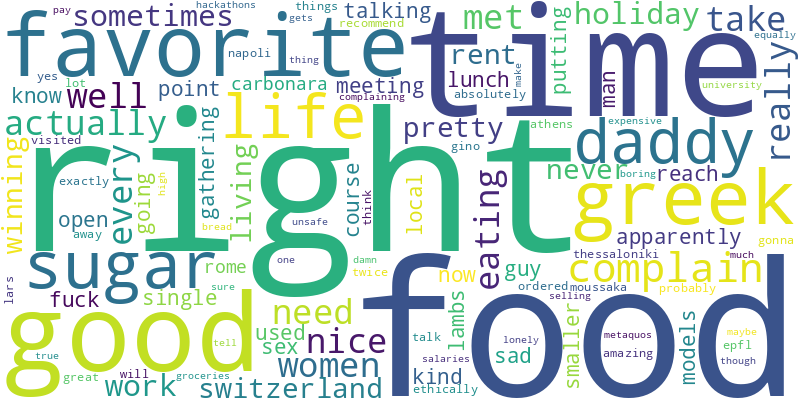 pay hackathons things talking
sometimes gets recommend met holiday take
favorite time putting equally
napoli thing rent really
yes lot carbonara meeting lunch man
know well point complaining absolutely make university
actually gathering life pretty athens expensive daddy
visited gino never boring reach
winning right every going living course local eating
exactly high think greek
open unsafe apparently gonna
away bread one damn now thessaloniki much
sugar rome twice guy ordered moussaka complain probably
lars fuck single sure need lambs selling
good used nice talk lonely food metaquos maybe
tell sex women salaries sad smaller amazing models epfl though
true will groceries kind
great work switzerland ethically